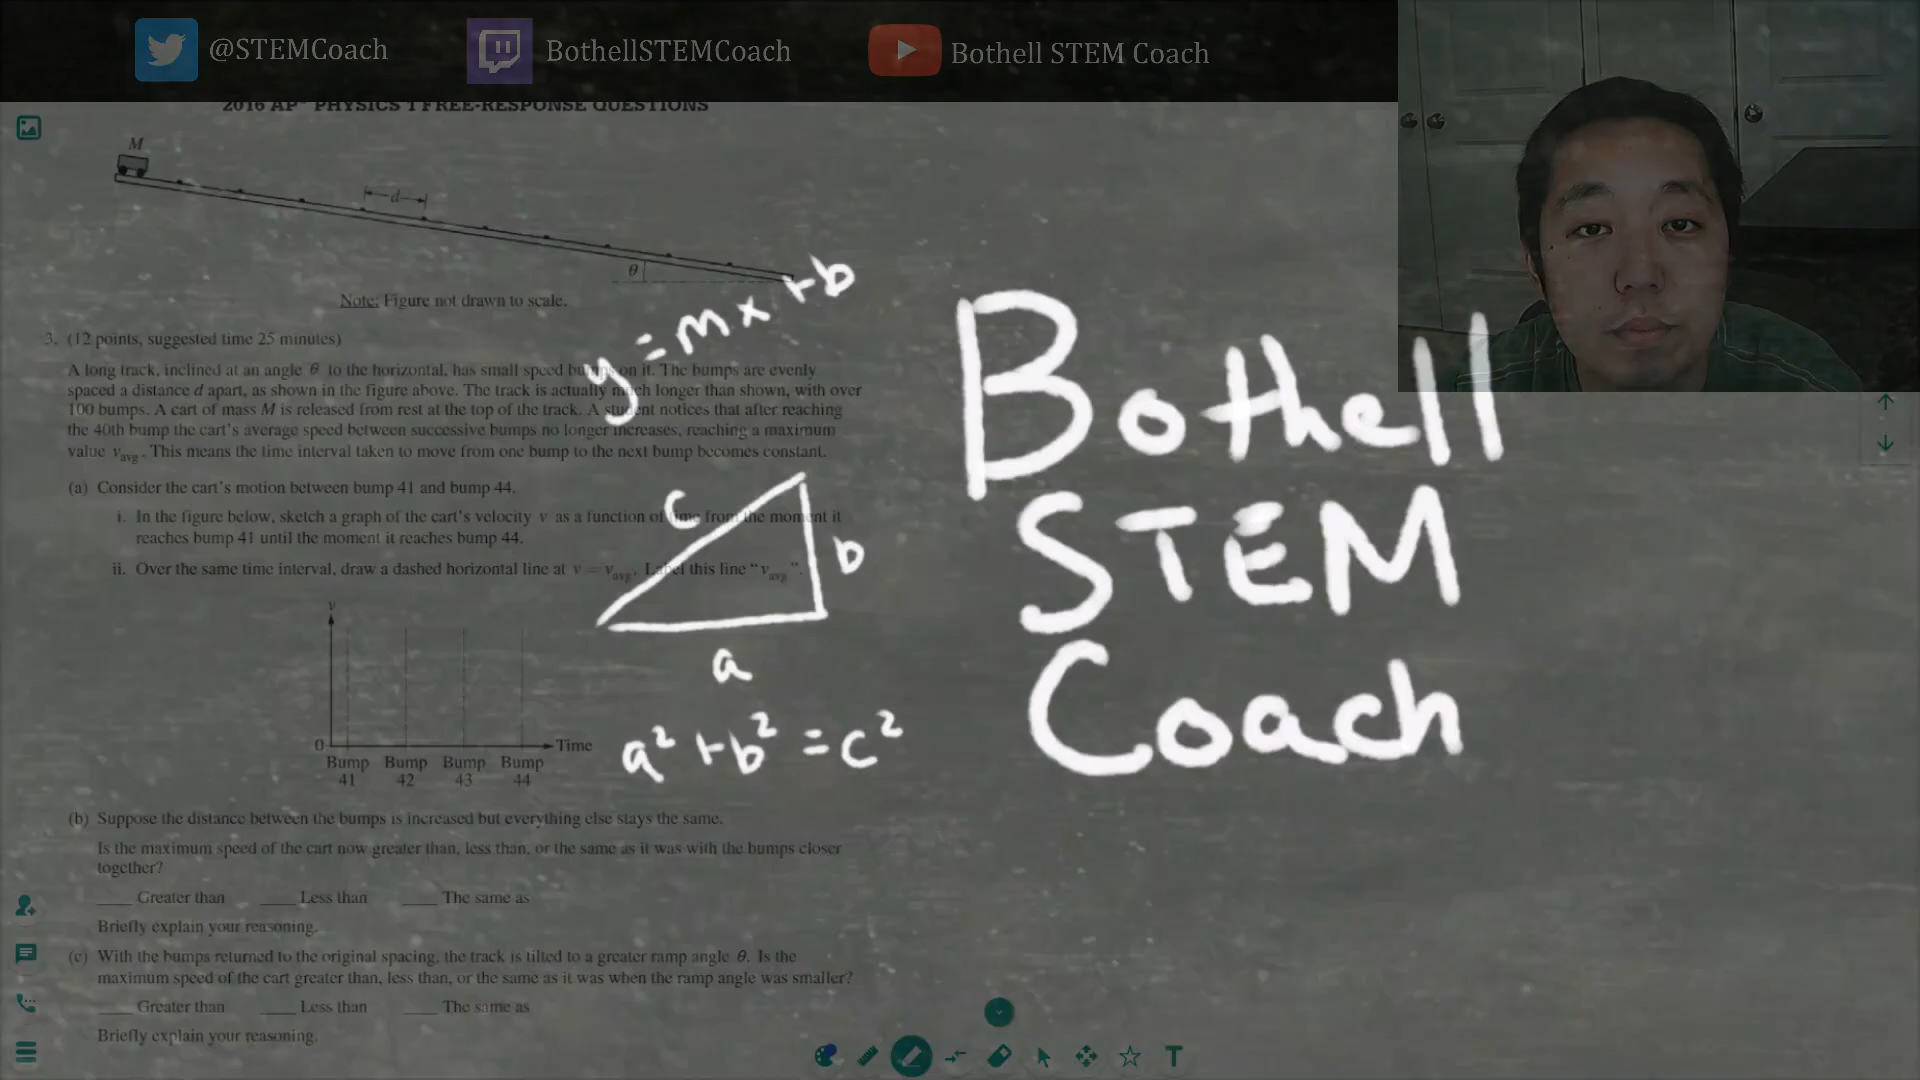 @STEMCoach
BothellSTEMCoach
Bothell STEM Coach
2016 AP® PHYSICS 1 FREE-RESPONSE QUESTIONS
M
d
θ
Note: Figure not drawn to scale.
y = mx + b
Bothell
STEM
Coach
3. (12 points, suggested time 25 minutes)
A long track, inclined at an angle θ to the horizontal, has small speed bumps on it. The bumps are evenly
spaced a distance d apart, as shown in the figure above. The track is actually much longer than shown, with over
100 bumps. A cart of mass M is released from rest at the top of the track. A student notices that after reaching
the 40th bump the cart's average speed between successive bumps no longer increases, reaching a maximum
value vavg. This means the time interval taken to move from one bump to the next bump becomes constant.
(a) Consider the cart's motion between bump 41 and bump 44.
i. In the figure below, sketch a graph of the cart's velocity v as a function of time from the moment it
reaches bump 41 until the moment it reaches bump 44.
ii. Over the same time interval, draw a dashed horizontal line at v = vavg. Label this line "vavg".
c
b
a
a² + b² = c²
v
0
Time
Bump Bump Bump Bump
41 42 43 44
(b) Suppose the distance between the bumps is increased but everything else stays the same.
Is the maximum speed of the cart now greater than, less than, or the same as it was with the bumps closer
together?
____ Greater than ____ Less than ____ The same as
Briefly explain your reasoning.
(c) With the bumps returned to the original spacing, the track is tilted to a greater ramp angle θ. Is the
maximum speed of the cart greater than, less than, or the same as it was when the ramp angle was smaller?
____ Greater than ____ Less than ____ The same as
Briefly explain your reasoning.
T